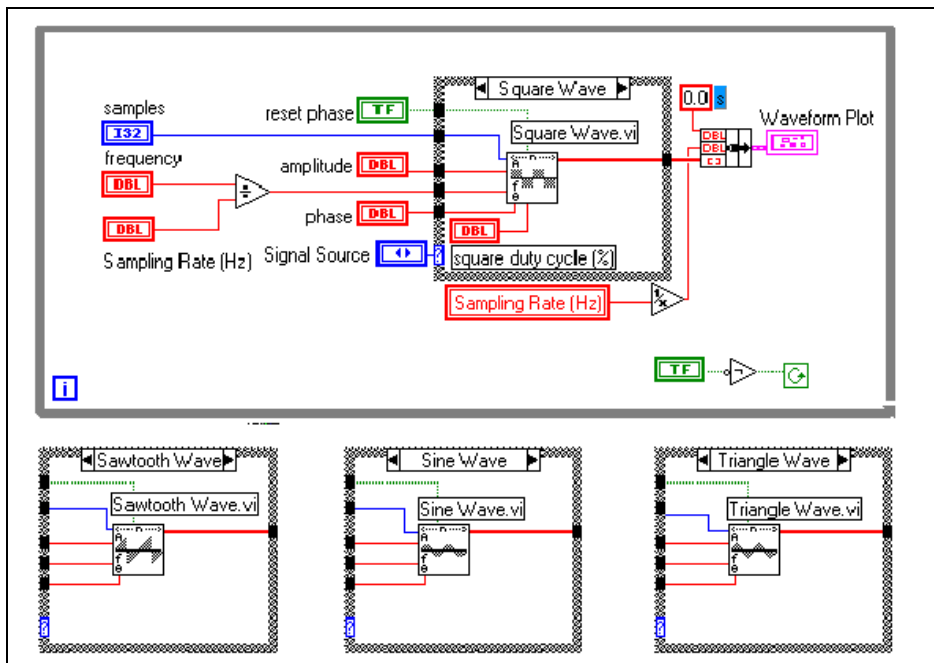 Square Wave
0.0 s
samples
reset phase
TF
Waveform Plot
I32
Square Wave.vi
DBL
DBL
frequency
amplitude
DBL
DBL
phase
DBL
DBL
DBL
Sampling Rate (Hz)
Signal Source
?
square duty cycle (%)
Sampling Rate (Hz)
1/x
TF
i
Sawtooth Wave
Sine Wave
Triangle Wave
Sawtooth Wave.vi
Sine Wave.vi
Triangle Wave.vi
A
f
θ
A
f
θ
A
f
θ
?
?
?